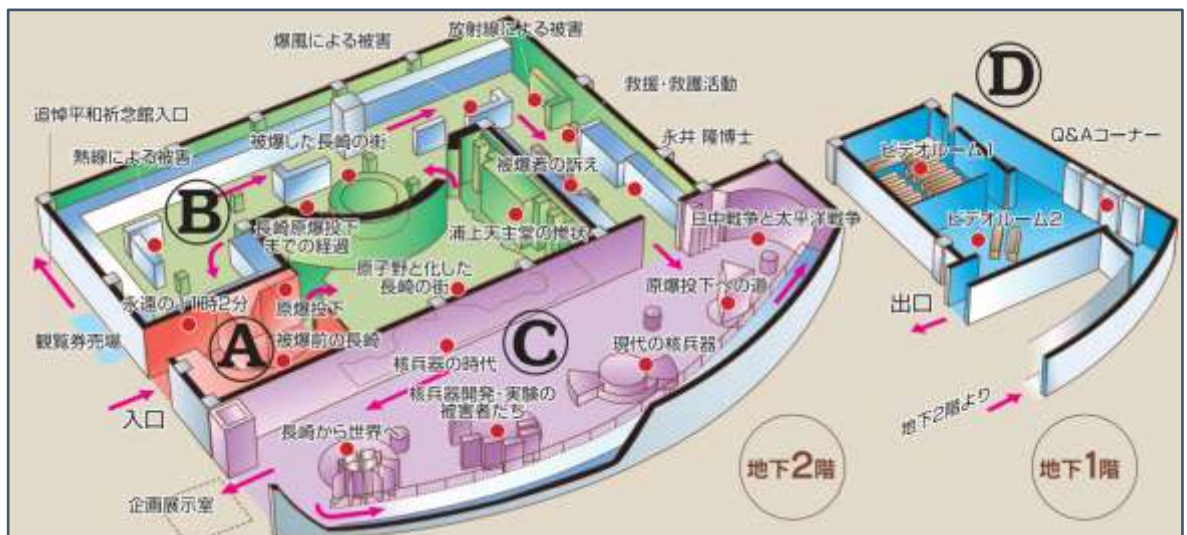 爆風による被害
放射線による被害
救援・救護活動
追悼平和祈念館入口
熱線による被害
被爆した長崎の街
永井 隆博士
被爆者の訴え
B
長崎原爆投下
までの経過
浦上天主堂の惨状
日中戦争と太平洋戦争
原子野と化した
長崎の街
原爆投下への道
永遠の11時2分
原爆投下
観覧券売場
A
被爆前の長崎
C
核兵器の時代
現代の核兵器
入口
核兵器開発・実験の
被害者たち
長崎から世界へ
企画展示室
地下2階
D
Q&Aコーナー
ビデオルーム1
ビデオルーム2
出口
地下2階より
地下1階